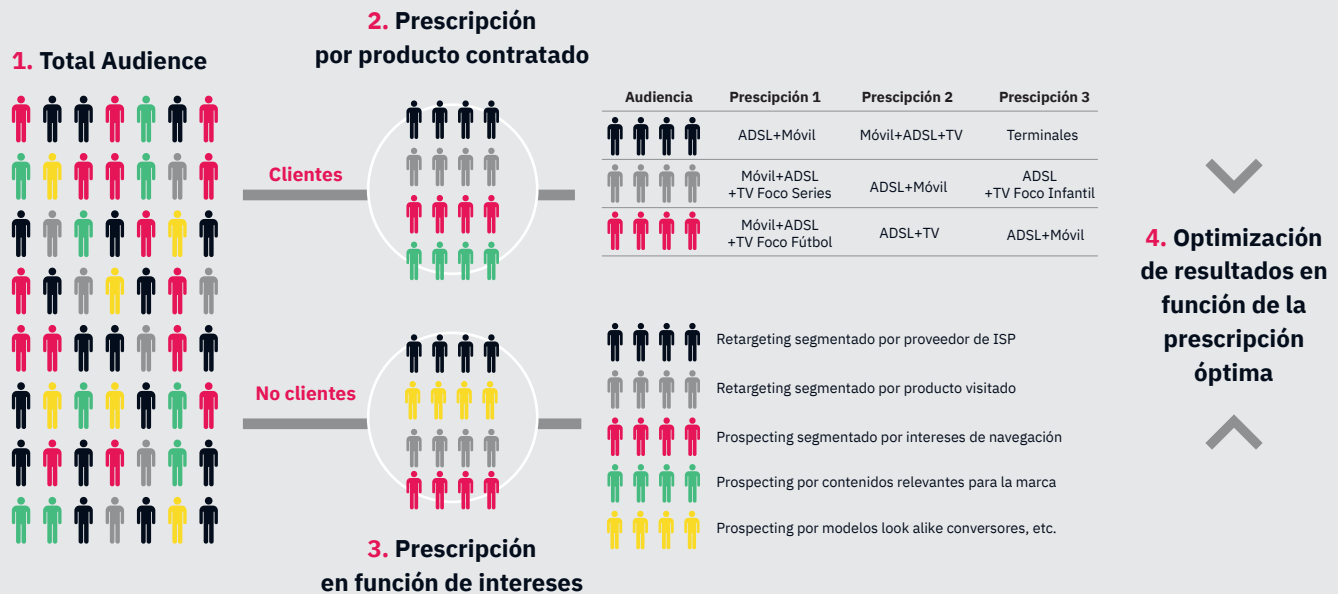 1. Total Audience
2. Prescripción
por producto contratado
Clientes
Audiencia Prescipción 1 Prescipción 2 Prescipción 3
ADSL+Móvil Móvil+ADSL+TV Terminales
Móvil+ADSL
+TV Foco Series
ADSL+Móvil
ADSL
+TV Foco Infantil
Móvil+ADSL
+TV Foco Fútbol
ADSL+TV
ADSL+Móvil
No clientes
3. Prescripción
en función de intereses
Retargeting segmentado por proveedor de ISP
Retargeting segmentado por producto visitado
Prospecting segmentado por intereses de navegación
Prospecting por contenidos relevantes para la marca
Prospecting por modelos look alike conversores, etc.
4. Optimización
de resultados en
función de la
prescripción
óptima